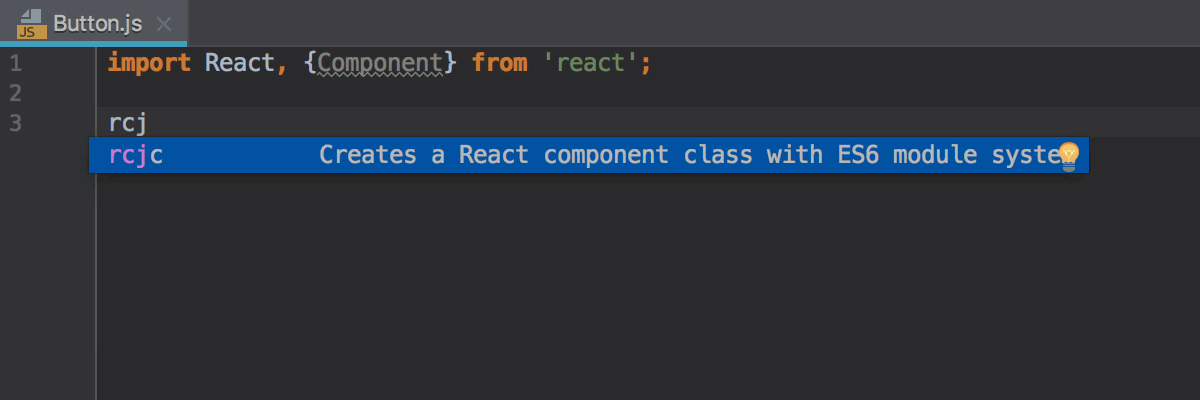 JS Button.js
1 import React, {Component} from 'react';
2
3 rcj
rcjc Creates a React component class with ES6 module syste